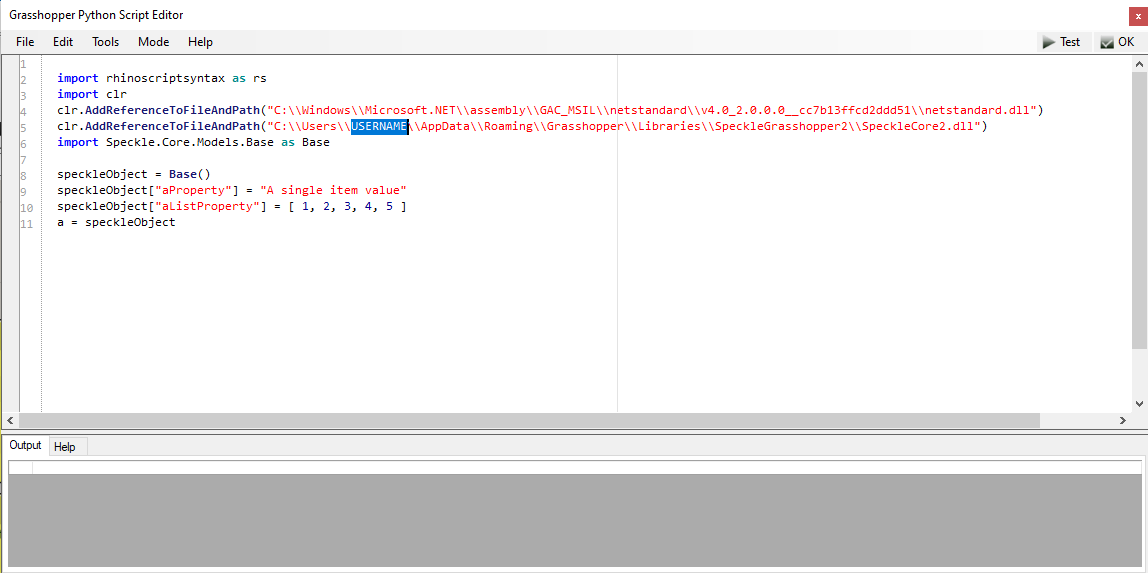 Grasshopper Python Script Editor
x
File Edit Tools Mode Help Test OK
1
2 import rhinoscriptsyntax as rs
3 import clr
4 clr.AddReferenceToFileAndPath("C:\\Windows\\Microsoft.NET\\assembly\\GAC_MSIL\\netstandard\\v4.0_2.0.0.0__cc7b13ffcd2ddd51\\netstandard.dll")
5 clr.AddReferenceToFileAndPath("C:\\Users\\USERNAME\\AppData\\Roaming\\Grasshopper\\Libraries\\SpeckleGrasshopper2\\SpeckleCore2.dll")
6 import Speckle.Core.Models.Base as Base
7
8 speckleObject = Base()
9 speckleObject["aProperty"] = "A single item value"
10 speckleObject["aListProperty"] = [ 1, 2, 3, 4, 5 ]
11 a = speckleObject
Output Help